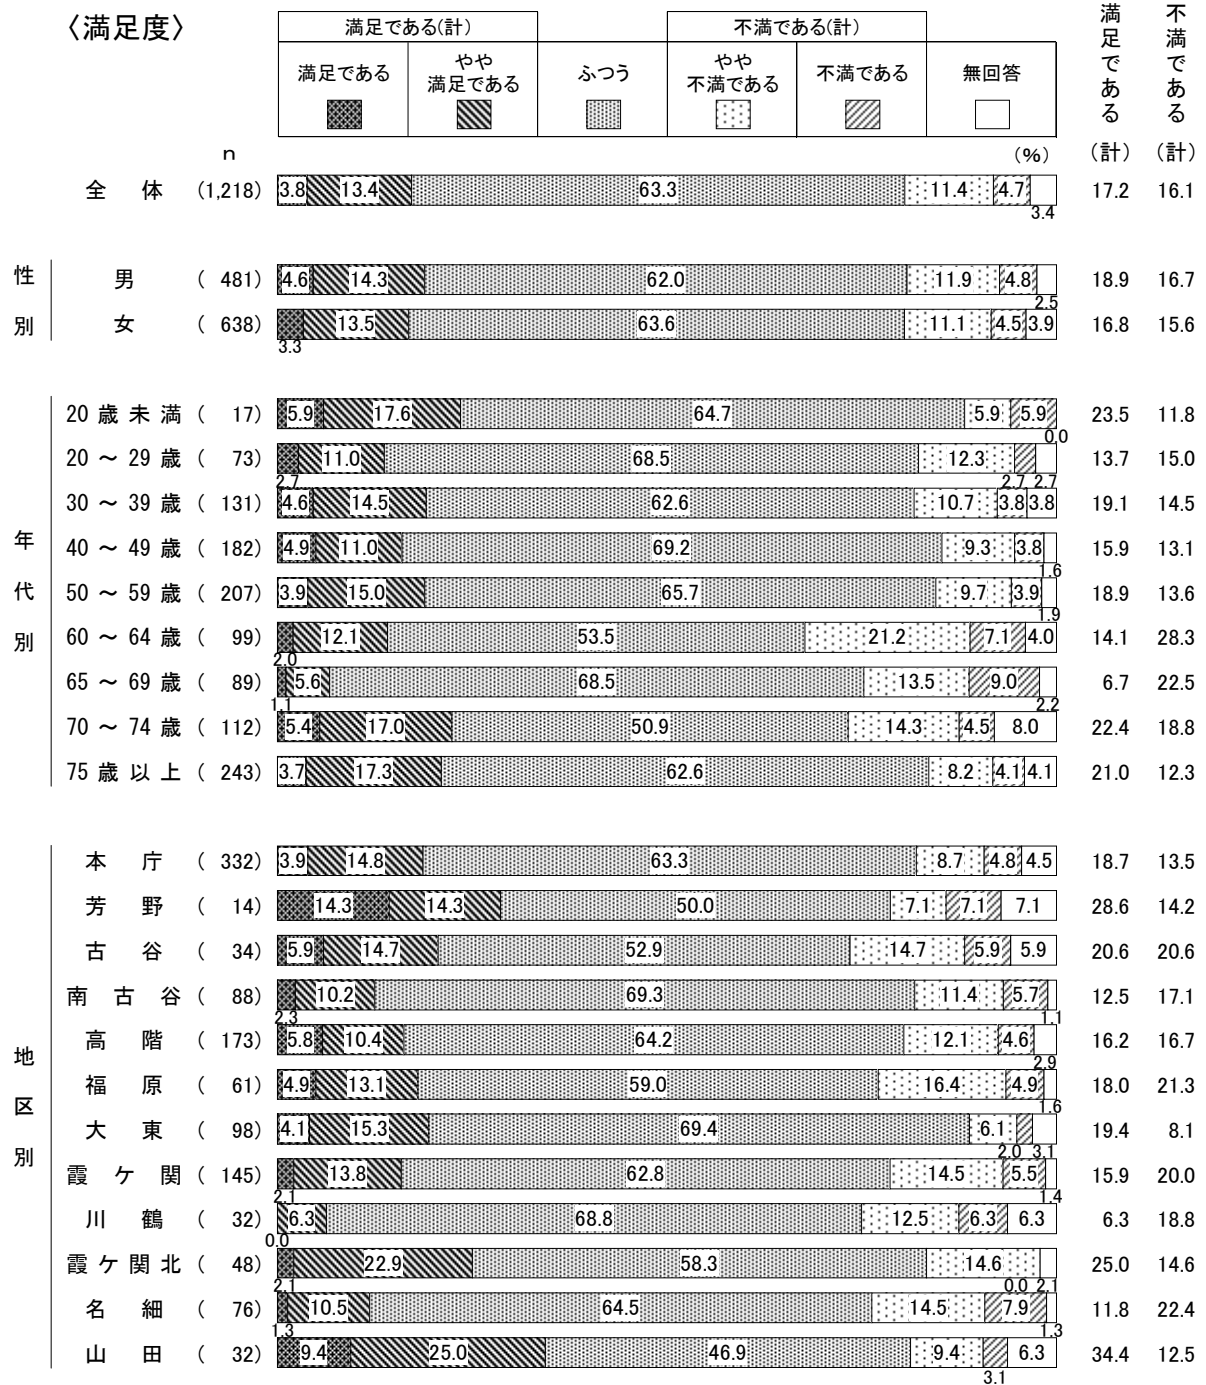 〈満足度〉
満足である(計) 不満である(計)
満足である やや満足である ふつう やや不満である 不満である 無回答
満足である(計) 不満である(計)
n (%)
全体 (1,218) 3.8 13.4 63.3 11.4 4.7 3.4 17.2 16.1
性別
男 ( 481) 4.6 14.3 62.0 11.9 4.8 2.5 18.9 16.7
女 ( 638) 3.3 13.5 63.6 11.1 4.5 3.9 16.8 15.6
年代別
20歳未満 ( 17) 5.9 17.6 64.7 5.9 5.9 0.0 23.5 11.8
20～29歳 ( 73) 2.7 11.0 68.5 12.3 2.7 2.7 13.7 15.0
30～39歳 ( 131) 4.6 14.5 62.6 10.7 3.8 3.8 19.1 14.5
40～49歳 ( 182) 4.9 11.0 69.2 9.3 3.8 1.6 15.9 13.1
50～59歳 ( 207) 3.9 15.0 65.7 9.7 3.9 1.9 18.9 13.6
60～64歳 ( 99) 2.0 12.1 53.5 21.2 7.1 4.0 14.1 28.3
65～69歳 ( 89) 1.1 5.6 68.5 13.5 9.0 2.2 6.7 22.5
70～74歳 ( 112) 5.4 17.0 50.9 14.3 4.5 8.0 22.4 18.8
75歳以上 ( 243) 3.7 17.3 62.6 8.2 4.1 4.1 21.0 12.3
地区別
本庁 ( 332) 3.9 14.8 63.3 8.7 4.8 4.5 18.7 13.5
芳野 ( 14) 14.3 14.3 50.0 7.1 7.1 7.1 28.6 14.2
古谷 ( 34) 5.9 14.7 52.9 14.7 5.9 5.9 20.6 20.6
南古谷 ( 88) 2.3 10.2 69.3 11.4 5.7 1.1 12.5 17.1
高階 ( 173) 5.8 10.4 64.2 12.1 4.6 2.9 16.2 16.7
福原 ( 61) 4.9 13.1 59.0 16.4 4.9 1.6 18.0 21.3
大東 ( 98) 4.1 15.3 69.4 6.1 2.0 3.1 19.4 8.1
霞ケ関 ( 145) 2.1 13.8 62.8 14.5 5.5 1.4 15.9 20.0
川鶴 ( 32) 0.0 6.3 68.8 12.5 6.3 6.3 6.3 18.8
霞ケ関北 ( 48) 2.1 22.9 58.3 14.6 0.0 2.1 25.0 14.6
名細 ( 76) 1.3 10.5 64.5 14.5 7.9 1.3 11.8 22.4
山田 ( 32) 9.4 25.0 46.9 9.4 3.1 6.3 34.4 12.5